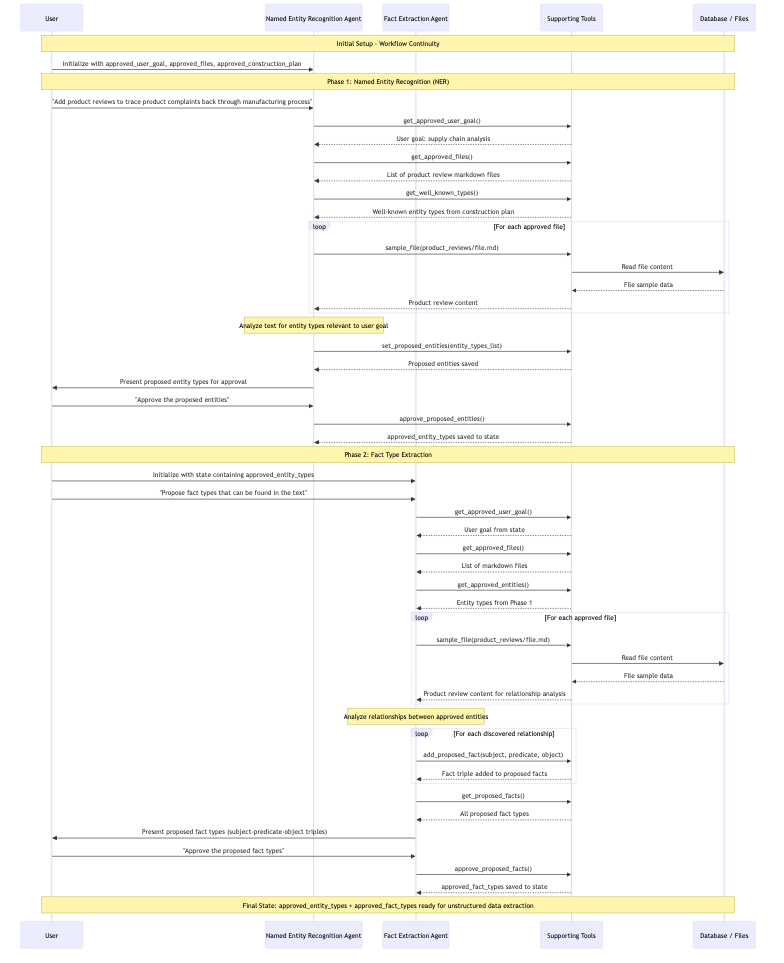 User
Named Entity Recognition Agent
Fact Extraction Agent
Supporting Tools
Database / Files
Initial Setup - Workflow Continuity
Initialize with approved_user_goal, approved_files, approved_construction_plan
Phase 1: Named Entity Recognition (NER)
"Add product reviews to trace product complaints back through manufacturing process"
get_approved_user_goal()
User goal: supply chain analysis
get_approved_files()
List of product review markdown files
get_well_known_types()
Well-known entity types from construction plan
loop
[For each approved file]
sample_file(product_reviews/file.md)
Read file content
File sample data
Product review content
Analyze text for entity types relevant to user goal
set_proposed_entities(entity_types_list)
Proposed entities saved
Present proposed entity types for approval
"Approve the proposed entities"
approve_proposed_entities()
approved_entity_types saved to state
Phase 2: Fact Type Extraction
Initialize with state containing approved_entity_types
"Propose fact types that can be found in the text"
get_approved_user_goal()
User goal from state
get_approved_files()
List of markdown files
get_approved_entities()
Entity types from Phase 1
loop
[For each approved file]
sample_file(product_reviews/file.md)
Read file content
File sample data
Product review content for relationship analysis
Analyze relationships between approved entities
loop
[For each discovered relationship]
add_proposed_fact(subject, predicate, object)
Fact triple added to proposed facts
get_proposed_facts()
All proposed fact types
Present proposed fact types (subject-predicate-object triples)
"Approve the proposed fact types"
approve_proposed_facts()
approved_fact_types saved to state
Final State: approved_entity_types + approved_fact_types ready for unstructured data extraction
User
Named Entity Recognition Agent
Fact Extraction Agent
Supporting Tools
Database / Files